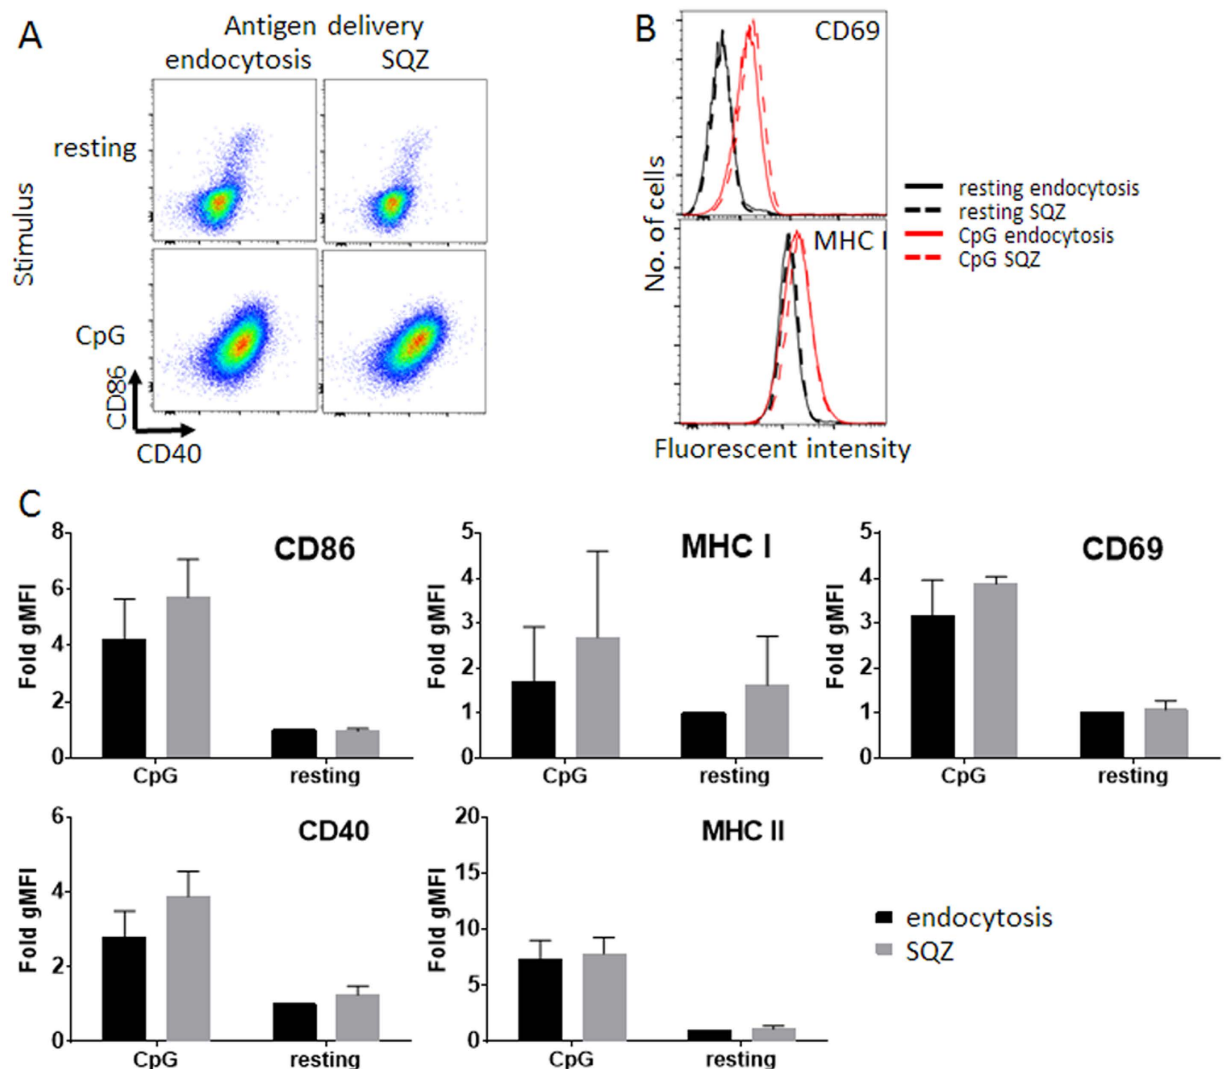 A
Antigen delivery
endocytosis SQZ
Stimulus
resting
CpG
CD86
CD40
B
CD69
MHC I
No. of cells
Fluorescent intensity
resting endocytosis
resting SQZ
CpG endocytosis
CpG SQZ
C
CD86
Fold gMFI
8
6
4
2
0
CpG resting
MHC I
Fold gMFI
5
4
3
2
1
0
CpG resting
CD69
Fold gMFI
5
4
3
2
1
0
CpG resting
CD40
Fold gMFI
6
4
2
0
CpG resting
MHC II
Fold gMFI
20
15
10
5
0
CpG resting
endocytosis
SQZ